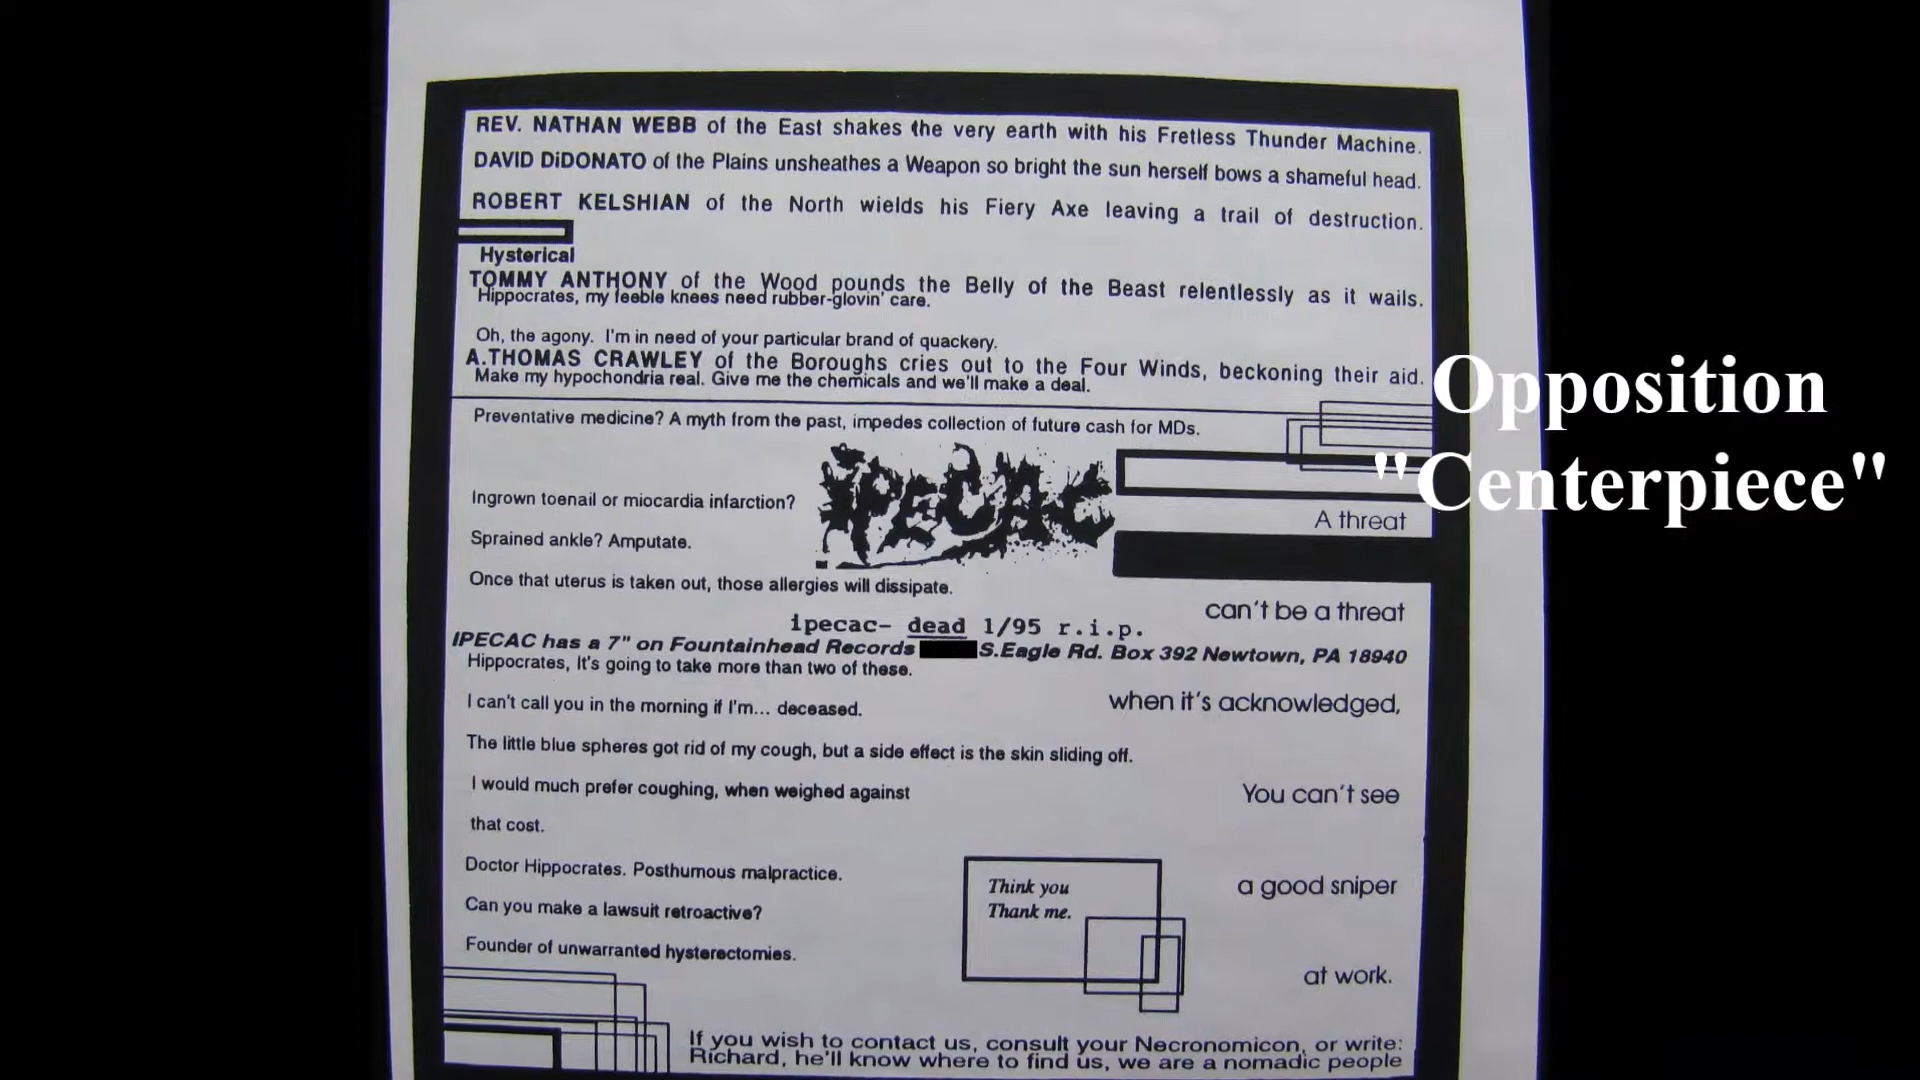 REV. NATHAN WEBB of the East shakes the very earth with his Fretless Thunder Machine.
DAVID DiDONATO of the Plains unsheathes a Weapon so bright the sun herself bows a shameful head.
ROBERT KELSHIAN of the North wields his Fiery Axe leaving a trail of destruction.
Hysterical
TOMMY ANTHONY of the Wood pounds the Belly of the Beast relentlessly as it wails.
Hippocrates, my feeble knees need rubber-glovin' care.
Oh, the agony. I'm in need of your particular brand of quackery.
A.THOMAS CRAWLEY of the Boroughs cries out to the Four Winds, beckoning their aid.
Make my hypochondria real. Give me the chemicals and we'll make a deal.
Preventative medicine? A myth from the past, impedes collection of future cash for MDs.
Opposition
"Centerpiece"
iPECAC
Ingrown toenail or miocardia infarction?
A threat
Sprained ankle? Amputate.
Once that uterus is taken out, those allergies will dissipate.
can't be a threat
ipecac- dead 1/95 r.i.p.
IPECAC has a 7" on Fountainhead Records S.Eagle Rd. Box 392 Newtown, PA 18940
Hippocrates, It's going to take more than two of these.
I can't call you in the morning if I'm... deceased.
when it's acknowledged,
The little blue spheres got rid of my cough, but a side effect is the skin sliding off.
I would much prefer coughing, when weighed against
You can't see
that cost.
Doctor Hippocrates. Posthumous malpractice.
Think you
Thank me.
a good sniper
Can you make a lawsuit retroactive?
Founder of unwarranted hysterectomies.
at work.
If you wish to contact us, consult your Necronomicon, or write:
Richard, he'll know where to find us, we are a nomadic people